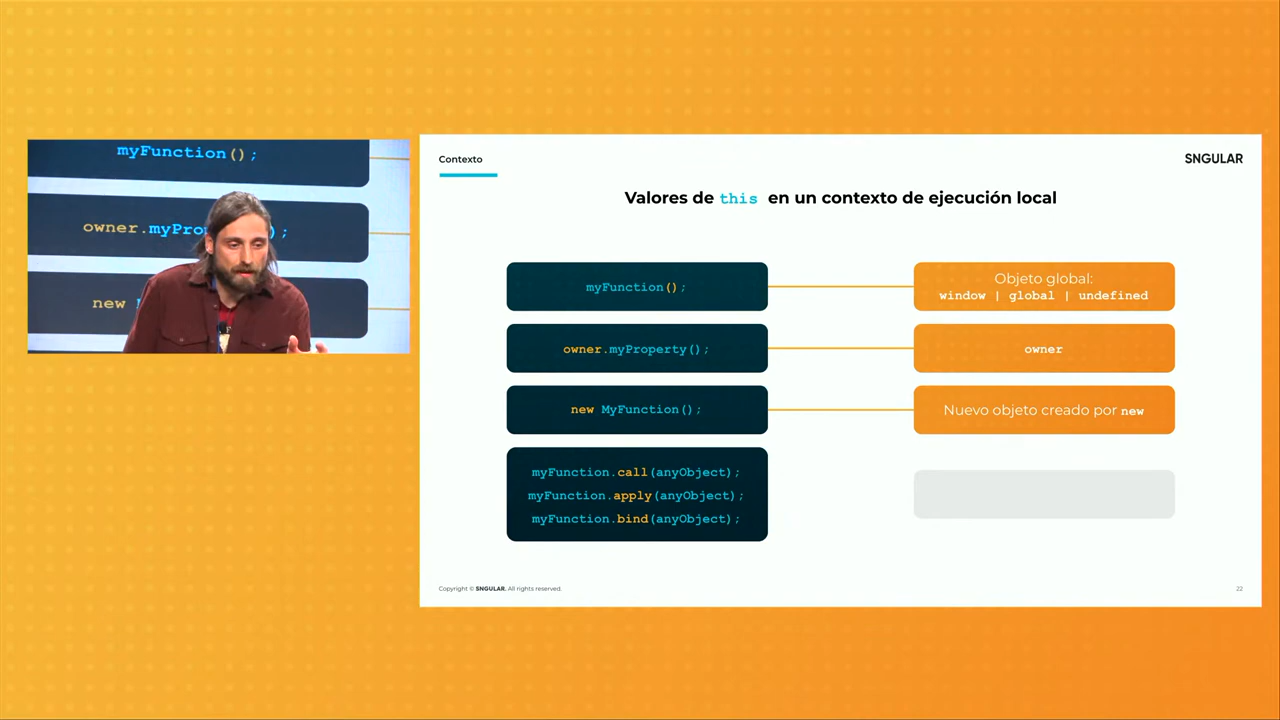 myFunction();
owner.myPro );
new M
Contexto
SNGULAR
Valores de this en un contexto de ejecución local
myFunction();
Objeto global:
window | global | undefined
owner.myProperty();
owner
new MyFunction();
Nuevo objeto creado por new
myFunction.call(anyObject);
myFunction.apply(anyObject);
myFunction.bind(anyObject);
Copyright © SNGULAR. All rights reserved.
22